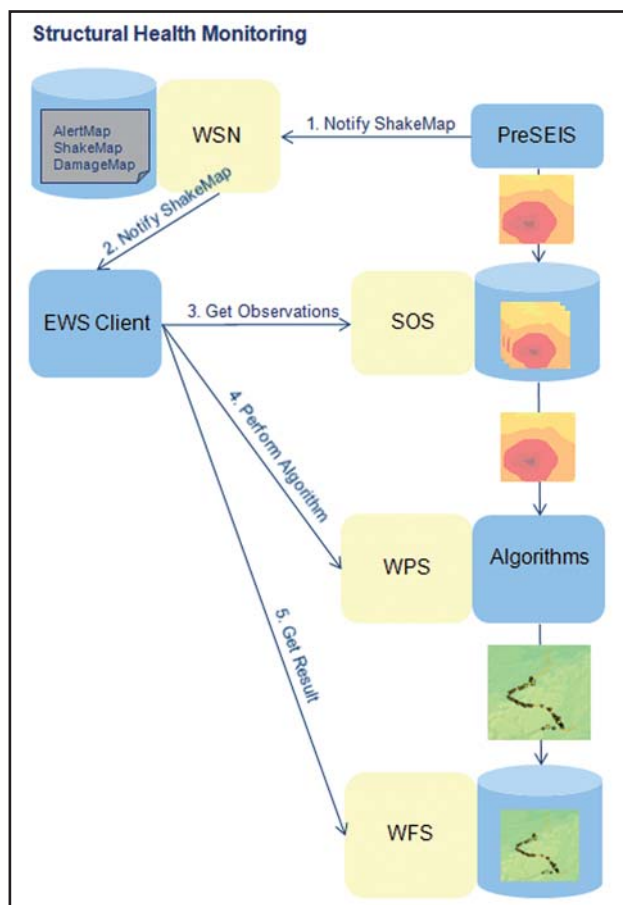 Structural Health Monitoring
AlertMap
ShakeMap
DamageMap
WSN
1. Notify ShakeMap
PreSEIS
2. Notify ShakeMap
EWS Client
3. Get Observations
SOS
4. Perform Algorithm
WPS
Algorithms
5. Get Result
WFS